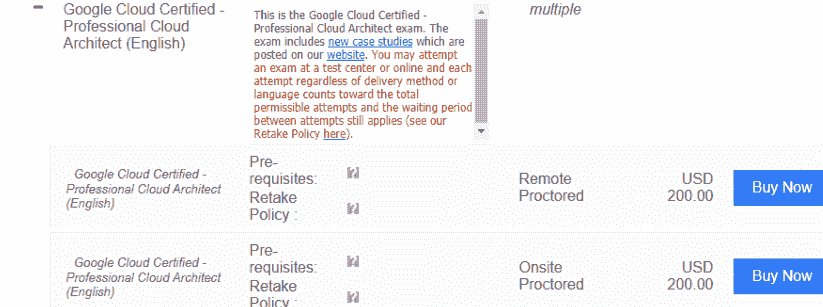 Google Cloud Certified -
Professional Cloud
Architect (English)
This is the Google Cloud Certified -
Professional Cloud Architect exam. The
exam includes new case studies which are
posted on our website. You may attempt
an exam at a test center or online and each
attempt regardless of delivery method or
language counts toward the total
permissible attempts and the waiting period
between attempts still applies (see our
Retake Policy here).
multiple
Google Cloud Certified -
Professional Cloud Architect
(English)
Pre-
requisites:
Retake
Policy :
Remote
Proctored
USD
200.00
Buy Now
Google Cloud Certified -
Professional Cloud Architect
(English)
Pre-
requisites:
Retake
Policy :
Onsite
Proctored
USD
200.00
Buy Now